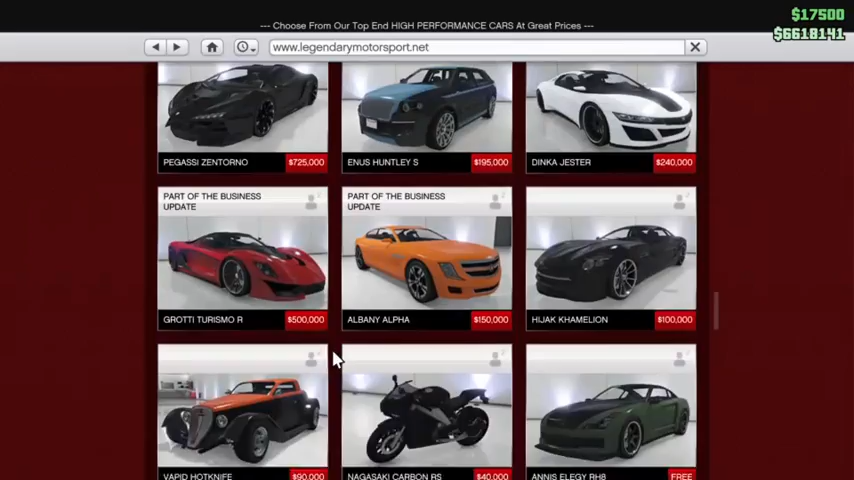 --- Choose From Our Top End HIGH PERFORMANCE CARS At Great Prices ---
$17500
$6618141
www.legendarymotorsport.net
PEGASSI ZENTORNO $725,000
ENUS HUNTLEY S $195,000
DINKA JESTER $240,000
PART OF THE BUSINESS
UPDATE
PART OF THE BUSINESS
UPDATE
GROTTI TURISMO R $500,000
ALBANY ALPHA $150,000
HIJAK KHAMELION $100,000
VAPID HOTKNIFE $90,000
NAGASAKI CARBON RS $40,000
ANNIS ELEGY RH8 FREE